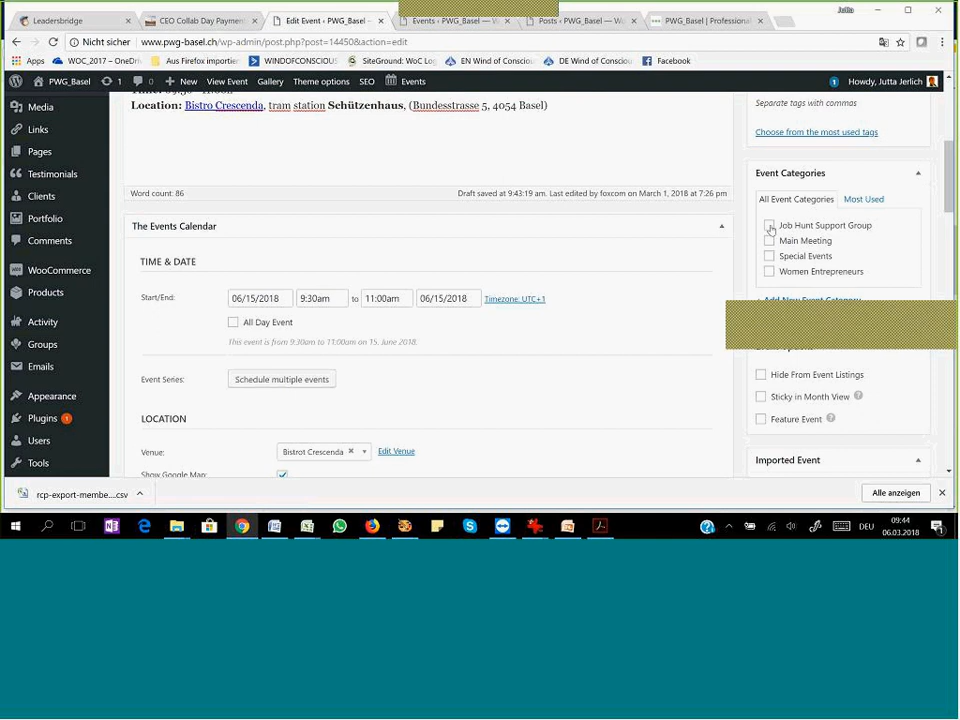 Jutta
Leadersbridge
CEO Collab Day Paymen
Edit Event ‹ PWG_Basel —
Events ‹ PWG_Basel — W
Posts ‹ PWG_Basel — W
PWG_Basel | Professional
Nicht sicher
www.pwg-basel.ch/wp-admin/post.php?post=14450&action=edit
Apps
WOC_2017 – OneDriv
Aus Firefox importier
WINDOFCONSCIOUS
SiteGround: WoC Log
EN Wind of Consciou
DE Wind of Consciou
Facebook
PWG_Basel
1
0
New
View Event
Gallery
Theme options
SEO
Events
1
Howdy, Jutta Jerlich
Media
Links
Pages
Testimonials
Clients
Portfolio
Comments
WooCommerce
Products
Activity
Groups
Emails
Appearance
Plugins 1
Users
Tools
Location: Bistro Crescenda, tram station Schützenhaus, (Bundesstrasse 5, 4054 Basel)
Word count: 86
Draft saved at 9:43:19 am. Last edited by foxcom on March 1, 2018 at 7:26 pm
The Events Calendar
TIME & DATE
Start/End:
06/15/2018
9:30am
to
11:00am
06/15/2018
Timezone: UTC+1
All Day Event
This event is from 9:30am to 11:00am on 15. June 2018.
Event Series:
Schedule multiple events
LOCATION
Venue:
Bistrot Crescenda
Edit Venue
Show Google Map:
Separate tags with commas
Choose from the most used tags
Event Categories
All Event Categories
Most Used
Job Hunt Support Group
Main Meeting
Special Events
Women Entrepreneurs
+ Add New Event Category
Hide From Event Listings
Sticky in Month View
Feature Event
Imported Event
rcp-export-membe....csv
Alle anzeigen
DEU
09:44
06.03.2018